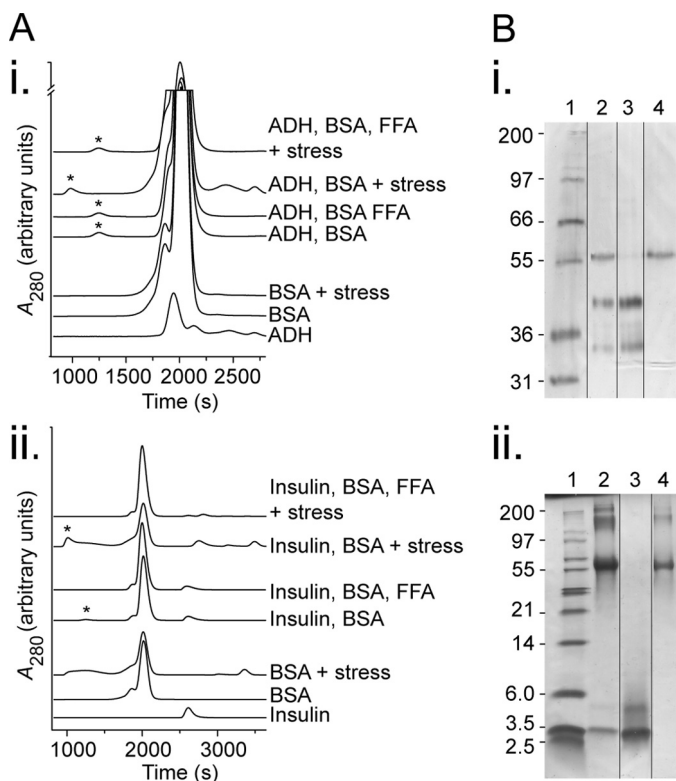 A
i.
A280 (arbitrary units)
*
*
*
*
ADH, BSA, FFA
+ stress
ADH, BSA + stress
ADH, BSA FFA
ADH, BSA
BSA + stress
BSA
ADH
1000 1500 2000 2500
Time (s)
ii.
A280 (arbitrary units)
*
*
Insulin, BSA, FFA
+ stress
Insulin, BSA + stress
Insulin, BSA, FFA
Insulin, BSA
BSA + stress
BSA
Insulin
1000 2000 3000
Time (s)
B
i.
1 2 3 4
200
97
66
55
36
31
ii.
1 2 3 4
200
97
55
21
14
6.0
3.5
2.5